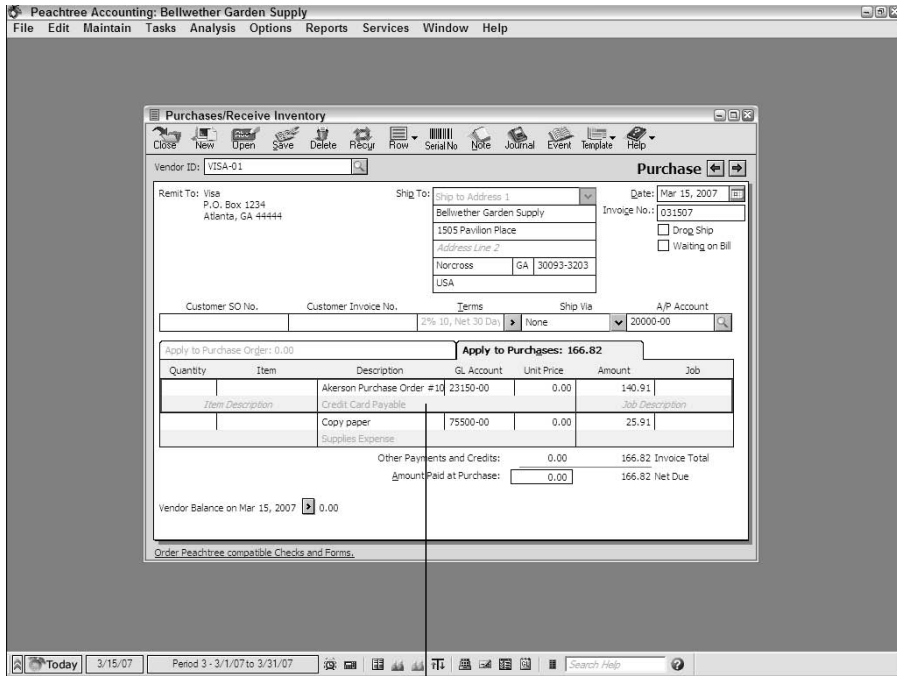 Peachtree Accounting: Bellwether Garden Supply
File Edit Maintain Tasks Analysis Options Reports Services Window Help
Purchases/Receive Inventory
Close New Open Save Delete Recur Row Serial No Note Journal Event Template Help
Vendor ID: VISA-01
Purchase
Remit To: Visa
P.O. Box 1234
Atlanta, GA 44444
Ship To: Ship to Address 1
Bellwether Garden Supply
1505 Pavilion Place
Address Line 2
Norcross GA 30093-3203
USA
Date: Mar 15, 2007
Invoice No.: 031507
Drop Ship
Waiting on Bill
Customer SO No. Customer Invoice No. Terms Ship Via A/P Account
2% 10, Net 30 Day None 20000-00
Apply to Purchase Order: 0.00 Apply to Purchases: 166.82
Quantity Item Description GL Account Unit Price Amount Job
Akerson Purchase Order #10 23150-00 0.00 140.91
Item Description Credit Card Payable Job Description
Copy paper 75500-00 0.00 25.91
Supplies Expense
Other Payments and Credits: 0.00 166.82 Invoice Total
Amount Paid at Purchase: 0.00 166.82 Net Due
Vendor Balance on Mar 15, 2007 0.00
Order Peachtree compatible Checks and Forms.
Today 3/15/07 Period 3 - 3/1/07 to 3/31/07 Search Help